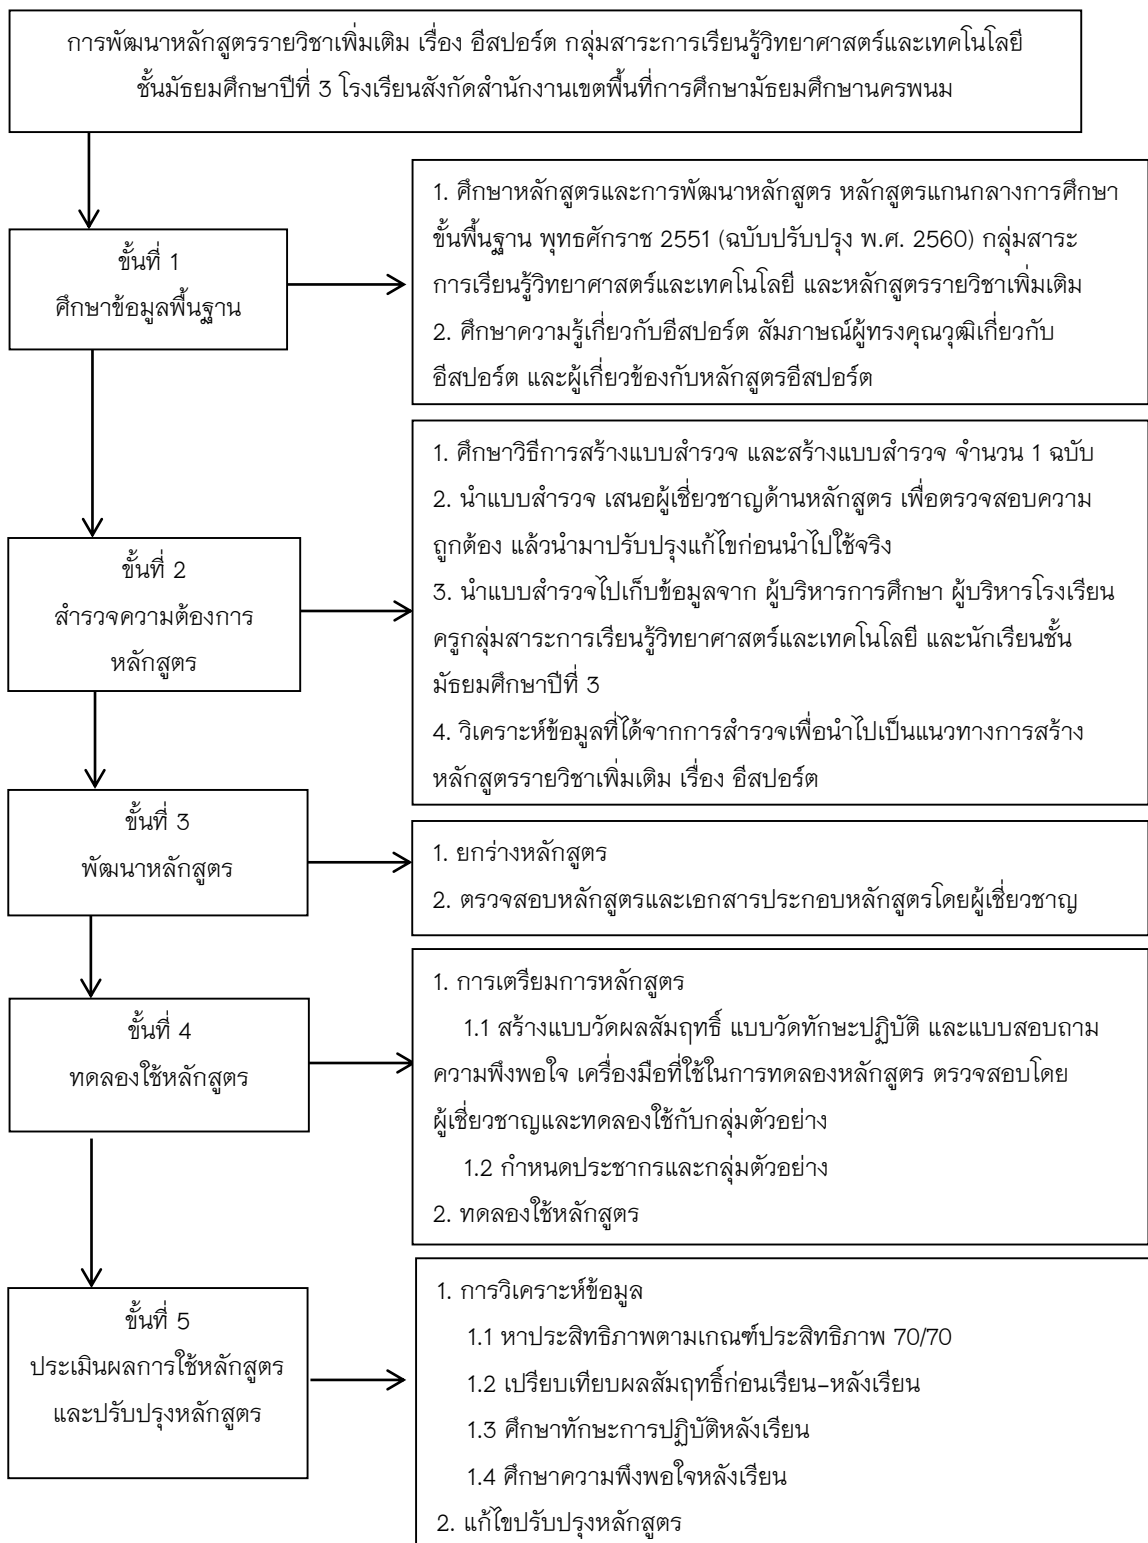 การพัฒนาหลักสูตรรายวิชาเพิ่มเติม เรื่อง อีสปอร์ต กลุ่มสาระการเรียนรู้วิทยาศาสตร์และเทคโนโลยี
ชั้นมัธยมศึกษาปีที่ 3 โรงเรียนสังกัดสำนักงานเขตพื้นที่การศึกษามัธยมศึกษานครพนม
ขั้นที่ 1
ศึกษาข้อมูลพื้นฐาน
1. ศึกษาหลักสูตรและการพัฒนาหลักสูตร หลักสูตรแกนกลางการศึกษา
ขั้นพื้นฐาน พุทธศักราช 2551 (ฉบับปรับปรุง พ.ศ. 2560) กลุ่มสาระ
การเรียนรู้วิทยาศาสตร์และเทคโนโลยี และหลักสูตรรายวิชาเพิ่มเติม
2. ศึกษาความรู้เกี่ยวกับอีสปอร์ต สัมภาษณ์ผู้ทรงคุณวุฒิเกี่ยวกับ
อีสปอร์ต และผู้เกี่ยวข้องกับหลักสูตรอีสปอร์ต
ขั้นที่ 2
สำรวจความต้องการ
หลักสูตร
1. ศึกษาวิธีการสร้างแบบสำรวจ และสร้างแบบสำรวจ จำนวน 1 ฉบับ
2. นำแบบสำรวจ เสนอผู้เชี่ยวชาญด้านหลักสูตร เพื่อตรวจสอบความ
ถูกต้อง แล้วนำมาปรับปรุงแก้ไขก่อนนำไปใช้จริง
3. นำแบบสำรวจไปเก็บข้อมูลจาก ผู้บริหารการศึกษา ผู้บริหารโรงเรียน
ครูกลุ่มสาระการเรียนรู้วิทยาศาสตร์และเทคโนโลยี และนักเรียนชั้น
มัธยมศึกษาปีที่ 3
4. วิเคราะห์ข้อมูลที่ได้จากการสำรวจเพื่อนำไปเป็นแนวทางการสร้าง
หลักสูตรรายวิชาเพิ่มเติม เรื่อง อีสปอร์ต
ขั้นที่ 3
พัฒนาหลักสูตร
1. ยกร่างหลักสูตร
2. ตรวจสอบหลักสูตรและเอกสารประกอบหลักสูตรโดยผู้เชี่ยวชาญ
ขั้นที่ 4
ทดลองใช้หลักสูตร
1. การเตรียมการหลักสูตร
1.1 สร้างแบบวัดผลสัมฤทธิ์ แบบวัดทักษะปฏิบัติ และแบบสอบถาม
ความพึงพอใจ เครื่องมือที่ใช้ในการทดลองหลักสูตร ตรวจสอบโดย
ผู้เชี่ยวชาญและทดลองใช้กับกลุ่มตัวอย่าง
1.2 กำหนดประชากรและกลุ่มตัวอย่าง
2. ทดลองใช้หลักสูตร
ขั้นที่ 5
ประเมินผลการใช้หลักสูตร
และปรับปรุงหลักสูตร
1. การวิเคราะห์ข้อมูล
1.1 หาประสิทธิภาพตามเกณฑ์ประสิทธิภาพ 70/70
1.2 เปรียบเทียบผลสัมฤทธิ์ก่อนเรียน-หลังเรียน
1.3 ศึกษาทักษะการปฏิบัติหลังเรียน
1.4 ศึกษาความพึงพอใจหลังเรียน
2. แก้ไขปรับปรุงหลักสูตร